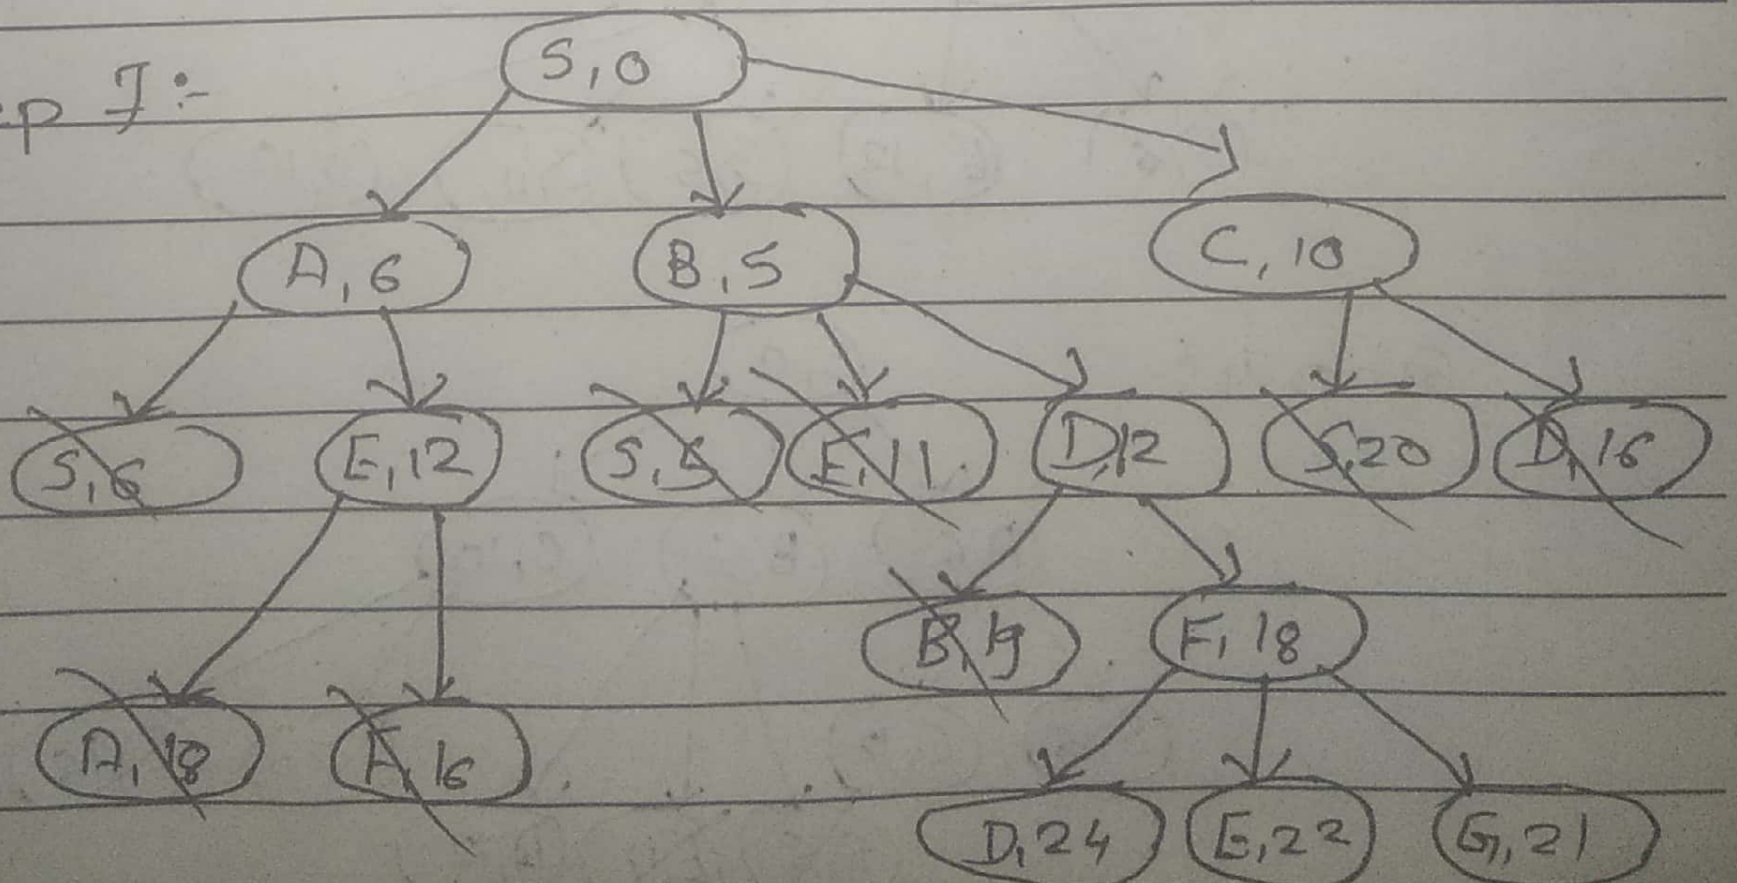 S, 0
p 7:-
A, 6 B, 5 C, 10
S, 6 E, 12 S, 5 E, 11 D, 12 S, 20 D, 16
B, 19 F, 18
A, 18 F, 16
D, 24 E, 22 G, 21